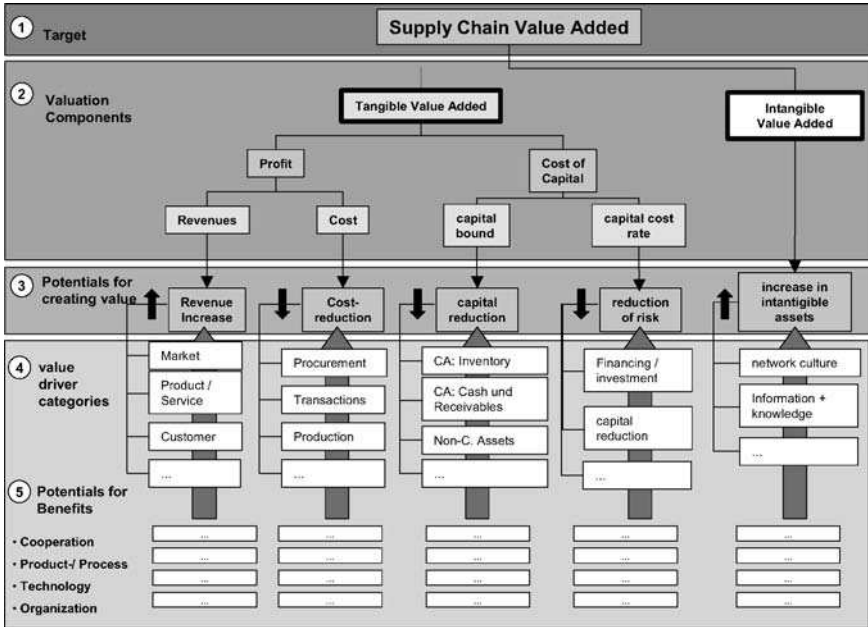 1
Target
Supply Chain Value Added
2
Valuation
Components
Tangible Value Added
Intangible
Value Added
Profit
Cost of
Capital
Revenues
Cost
capital
bound
capital cost
rate
3
Potentials for
creating value
Revenue
Increase
Cost-
reduction
capital
reduction
reduction
of risk
increase in
intantigible
assets
4
value
driver
categories
Market
Product /
Service
Customer
...
Procurement
Transactions
Production
...
CA: Inventory
CA: Cash und
Receivables
Non-C. Assets
...
Financing /
investment
capital
reduction
...
network culture
Information +
knowledge
...
5
Potentials for
Benefits
• Cooperation
... ... ... ... ...
• Product-/ Process
... ... ... ... ...
• Technology
... ... ... ... ...
• Organization
... ... ... ... ...